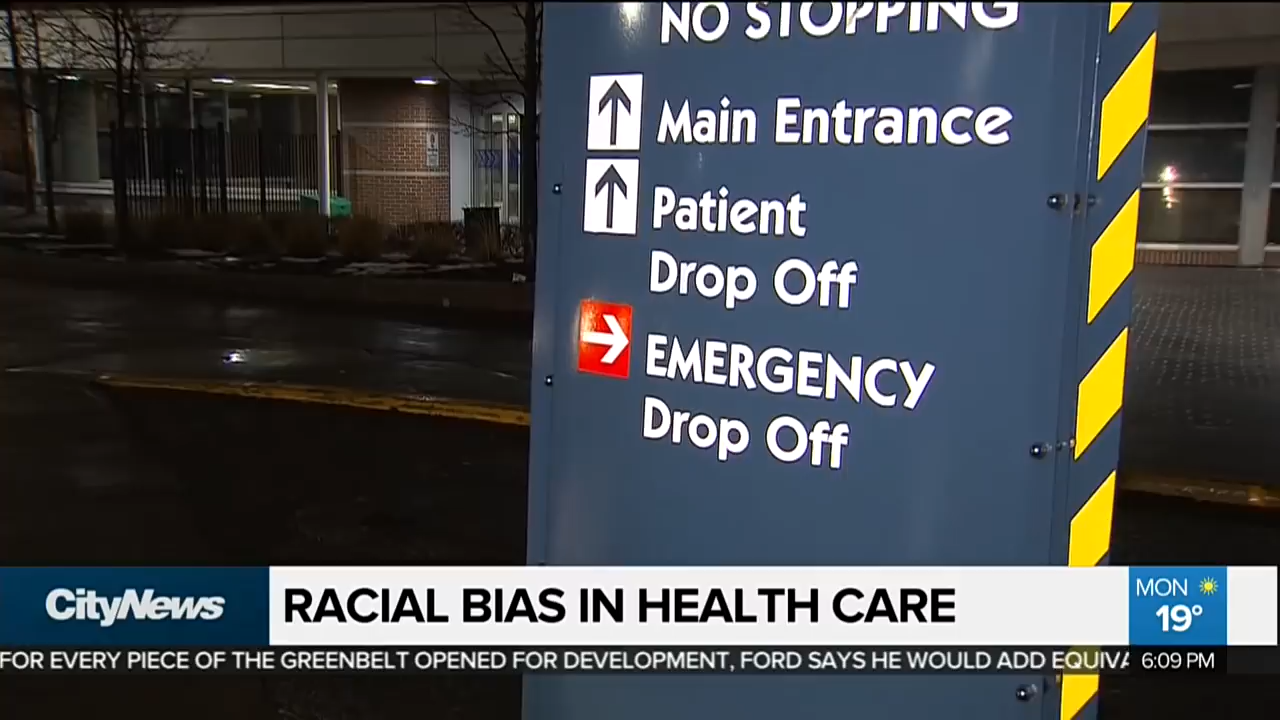 NO STOPPING
Main Entrance
Patient
Drop Off
EMERGENCY
Drop Off
CityNews
RACIAL BIAS IN HEALTH CARE
MON
19°
FOR EVERY PIECE OF THE GREENBELT OPENED FOR DEVELOPMENT, FORD SAYS HE WOULD ADD
6:09 PM